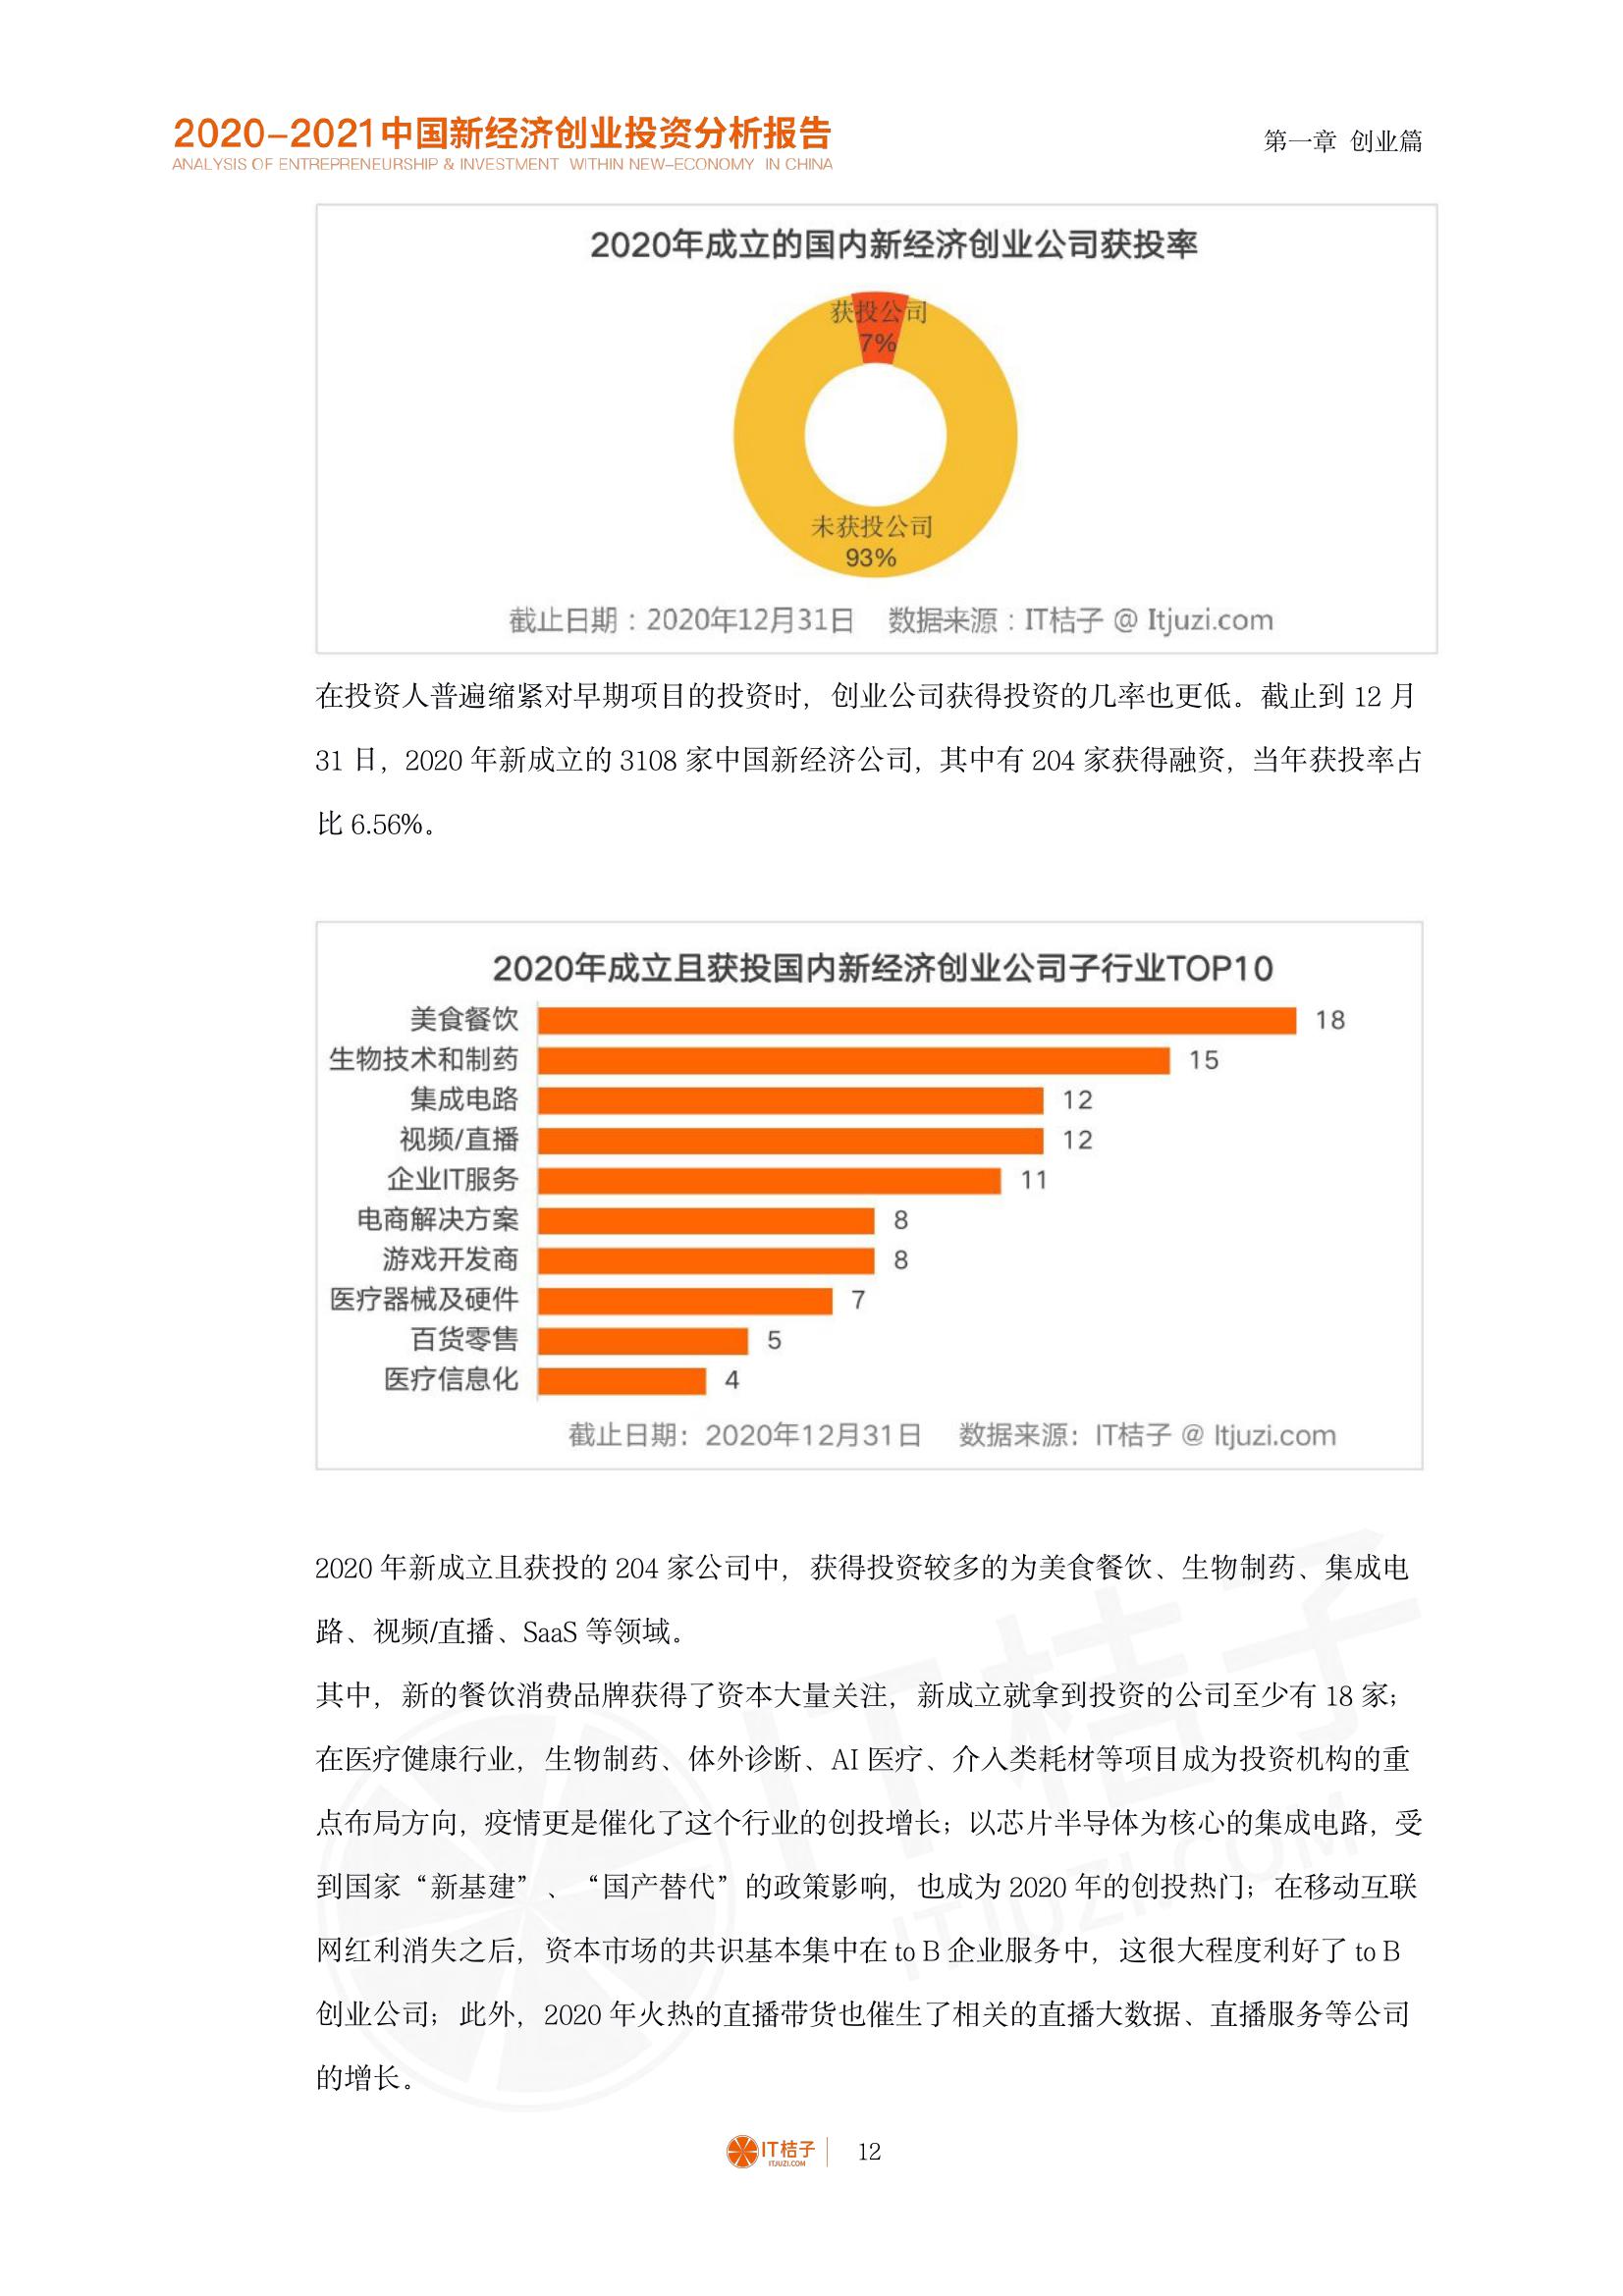 2020-2021中国新经济创业投资分析报告
ANALYSIS OF ENTREPRENEURSHIP & INVESTMENT WITHIN NEW-ECONOMY IN CHINA
第一章 创业篇
2020年成立的国内新经济创业公司获投率
获投公司
7%
未获投公司
93%
截止日期：2020年12月31日 数据来源：IT桔子 @ Itjuzi.com
在投资人普遍缩紧对早期项目的投资时，创业公司获得投资的几率也更低。截止到 12 月
31 日，2020 年新成立的 3108 家中国新经济公司，其中有 204 家获得融资，当年获投率占
比 6.56%。
2020年成立且获投国内新经济创业公司子行业TOP10
美食餐饮 18
生物技术和制药 15
集成电路 12
视频/直播 12
企业IT服务 11
电商解决方案 8
游戏开发商 8
医疗器械及硬件 7
百货零售 5
医疗信息化 4
截止日期：2020年12月31日 数据来源：IT桔子 @ Itjuzi.com
2020 年新成立且获投的 204 家公司中，获得投资较多的为美食餐饮、生物制药、集成电
路、视频/直播、SaaS 等领域。
其中，新的餐饮消费品牌获得了资本大量关注，新成立就拿到投资的公司至少有 18 家；
在医疗健康行业，生物制药、体外诊断、AI 医疗、介入类耗材等项目成为投资机构的重
点布局方向，疫情更是催化了这个行业的创投增长；以芯片半导体为核心的集成电路，受
到国家“新基建”、“国产替代”的政策影响，也成为 2020 年的创投热门；在移动互联
网红利消失之后，资本市场的共识基本集中在 to B 企业服务中，这很大程度利好了 to B
创业公司；此外，2020 年火热的直播带货也催生了相关的直播大数据、直播服务等公司
的增长。
IT桔子
ITJUZI.COM
IT桔子
ITJUZI.COM
12